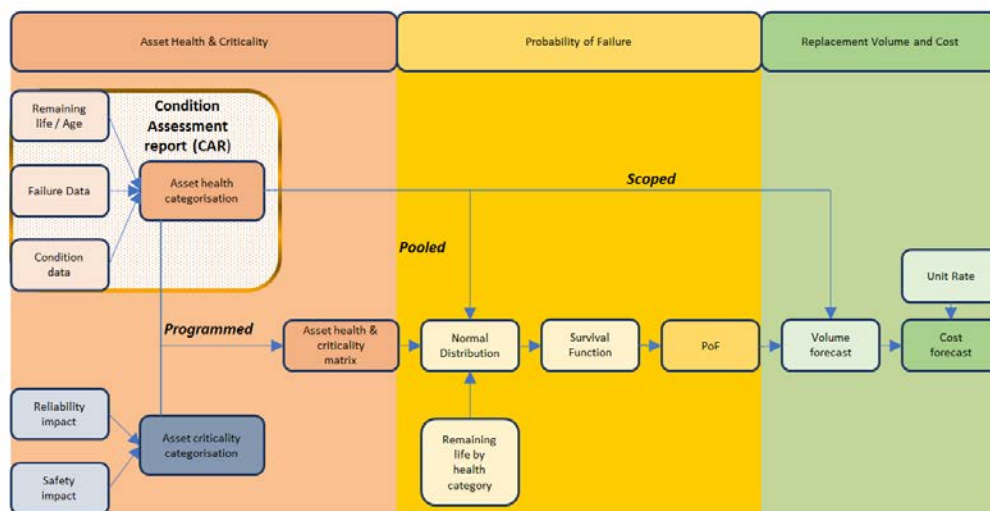 Asset Health & Criticality
Probability of Failure
Replacement Volume and Cost
Remaining
life / Age
Failure Data
Condition
data
Condition
Assessment
report (CAR)
Asset health
categorisation
Scoped
Pooled
Programmed
Asset health &
criticality
matrix
Normal
Distribution
Survival
Function
PoF
Volume
forecast
Unit Rate
Cost
forecast
Reliability
impact
Safety
impact
Asset criticality
categorisation
Remaining
life by
health
category